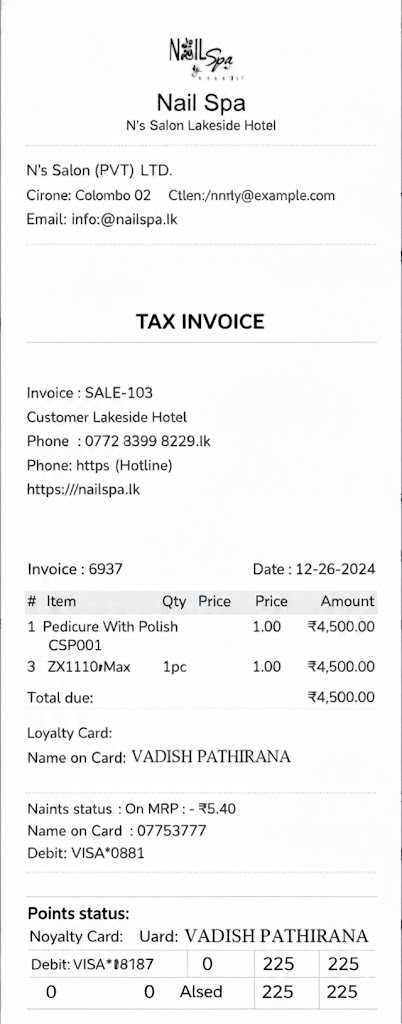 NAIL Spa
Nail Spa
N's Salon Lakeside Hotel
N's Salon (PVT) LTD.
Cirone: Colombo 02 Ctlen:/nnrly@example.com
Email: info:@nailspa.lk
TAX INVOICE
Invoice : SALE-103
Customer Lakeside Hotel
Phone : 0772 8399 8229.lk
Phone: https (Hotline)
https:///nailspa.lk
Invoice : 6937 Date : 12-26-2024
# Item Qty Price Price Amount
1 Pedicure With Polish 1.00 ₹4,500.00
CSP001
3 1pc 1.00 ₹4,500.00
Total due: ₹4,500.00
Loyalty Card:
Name on Card: VADISH PATHIRANA
Naints status : On MRP : - ₹5.40
Name on Card : 07753777
Debit: VISA*0881
Points status:
Noyalty Card: Uard: VADISH PATHIRANA
Debit: 0 225 225
0 0 Alsed 225 225